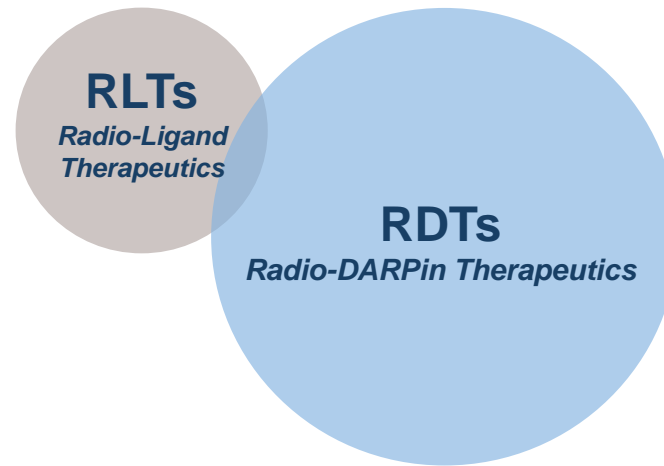 RLTs
Radio-Ligand
Therapeutics
RDTs
Radio-DARPin Therapeutics